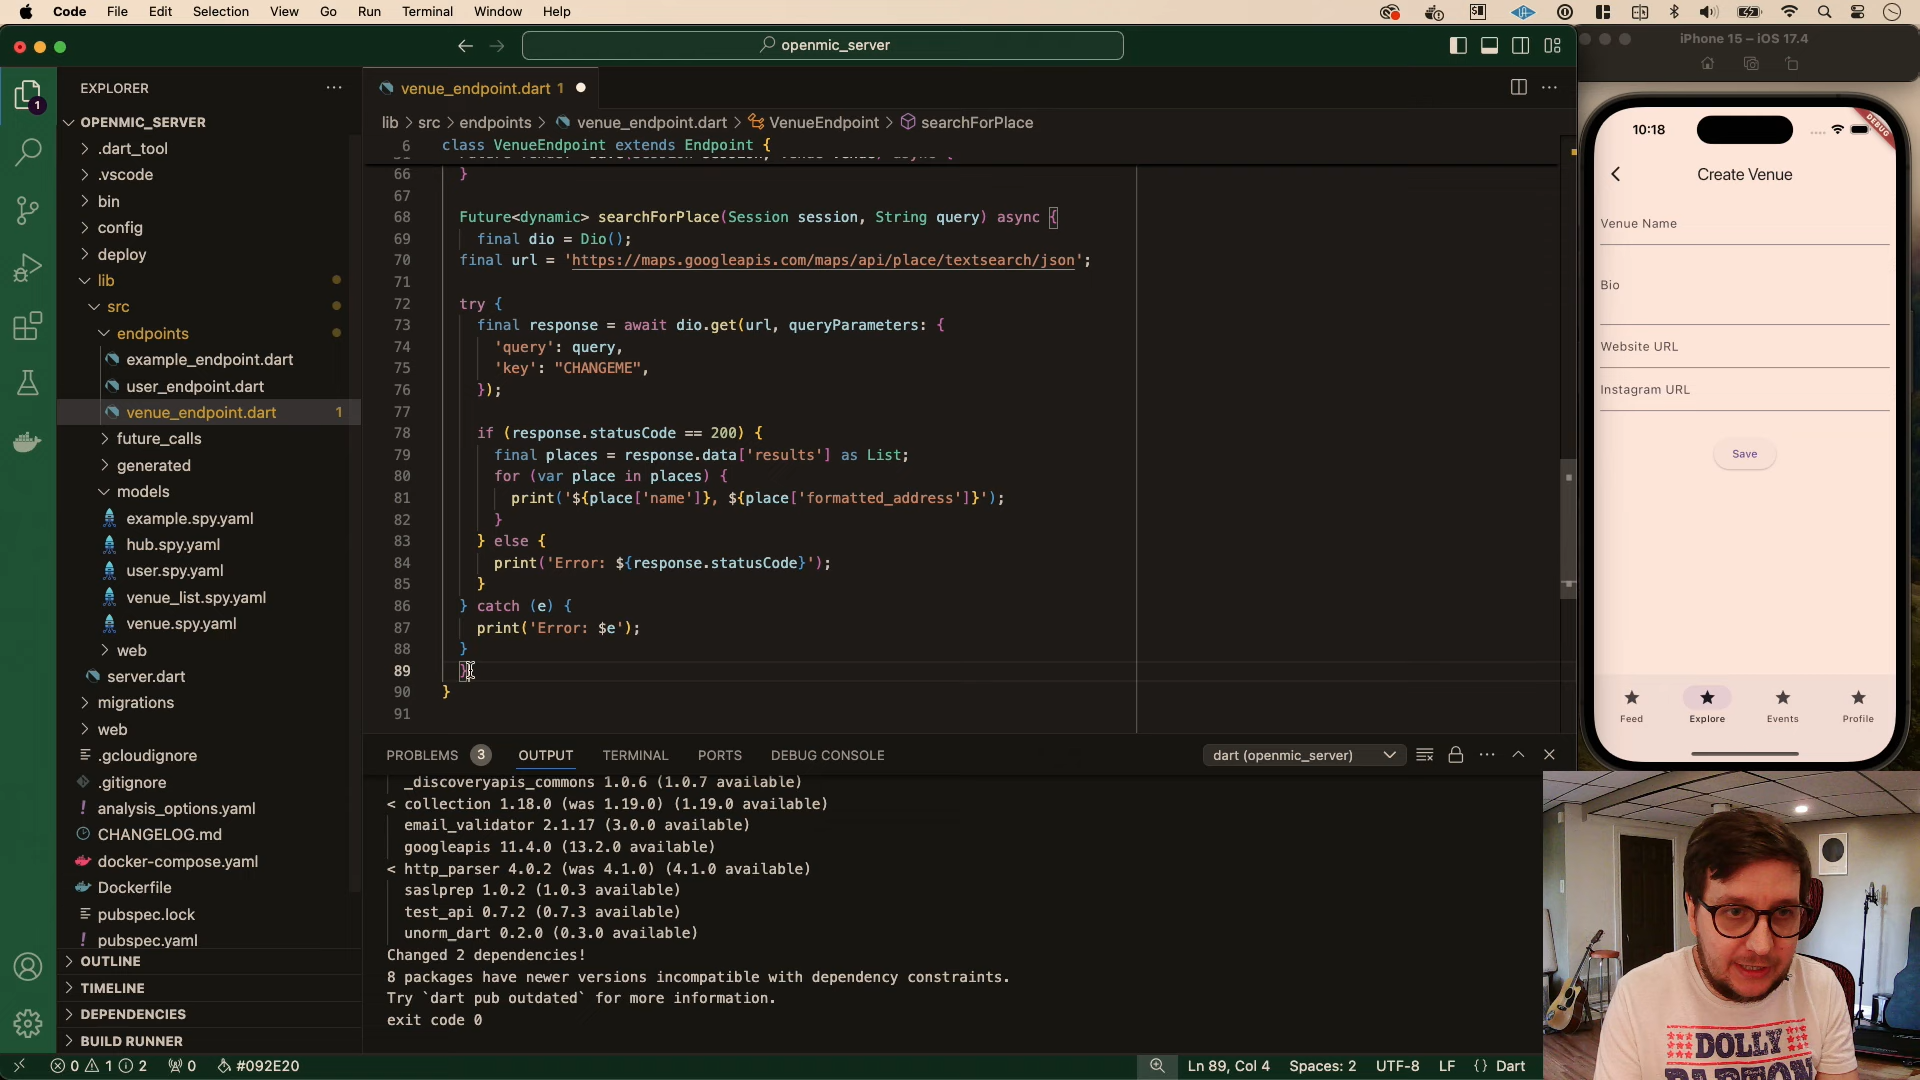 Code File Edit Selection View Go Run Terminal Window Help
openmic_server
iPhone 15 – iOS 17.4
EXPLORER
OPENMIC_SERVER
.dart_tool
.vscode
bin
config
deploy
lib
src
endpoints
example_endpoint.dart
user_endpoint.dart
venue_endpoint.dart 1
future_calls
generated
models
example.spy.yaml
hub.spy.yaml
user.spy.yaml
venue_list.spy.yaml
venue.spy.yaml
web
server.dart
migrations
web
.gcloudignore
.gitignore
analysis_options.yaml
CHANGELOG.md
docker-compose.yaml
Dockerfile
pubspec.lock
pubspec.yaml
OUTLINE
TIMELINE
DEPENDENCIES
BUILD RUNNER
1
venue_endpoint.dart 1
lib > src > endpoints > venue_endpoint.dart > VenueEndpoint > searchForPlace
6 class VenueEndpoint extends Endpoint {
66 }
67
68 Future<dynamic> searchForPlace(Session session, String query) async {
69 final dio = Dio();
70 final url = 'https://maps.googleapis.com/maps/api/place/textsearch/json';
71
72 try {
73 final response = await dio.get(url, queryParameters: {
74 'query': query,
75 'key': "CHANGEME",
76 });
77
78 if (response.statusCode == 200) {
79 final places = response.data['results'] as List;
80 for (var place in places) {
81 print('${place['name']}, ${place['formatted_address']}');
82 }
83 } else {
84 print('Error: ${response.statusCode}');
85 }
86 } catch (e) {
87 print('Error: $e');
88 }
89 }
90 }
91
PROBLEMS 3 OUTPUT TERMINAL PORTS DEBUG CONSOLE
dart (openmic_server)
_discoveryapis_commons 1.0.6 (1.0.7 available)
< collection 1.18.0 (was 1.19.0) (1.19.0 available)
email_validator 2.1.17 (3.0.0 available)
googleapis 11.4.0 (13.2.0 available)
< http_parser 4.0.2 (was 4.1.0) (4.1.0 available)
saslprep 1.0.2 (1.0.3 available)
test_api 0.7.2 (0.7.3 available)
unorm_dart 0.2.0 (0.3.0 available)
Changed 2 dependencies!
8 packages have newer versions incompatible with dependency constraints.
Try `dart pub outdated` for more information.
exit code 0
0 1 2 0 #092E20
Ln 89, Col 4 Spaces: 2 UTF-8 LF {} Dart
10:18
DEBUG
Create Venue
Venue Name
Bio
Website URL
Instagram URL
Save
Feed Explore Events Profile
DOLLY
PARTON